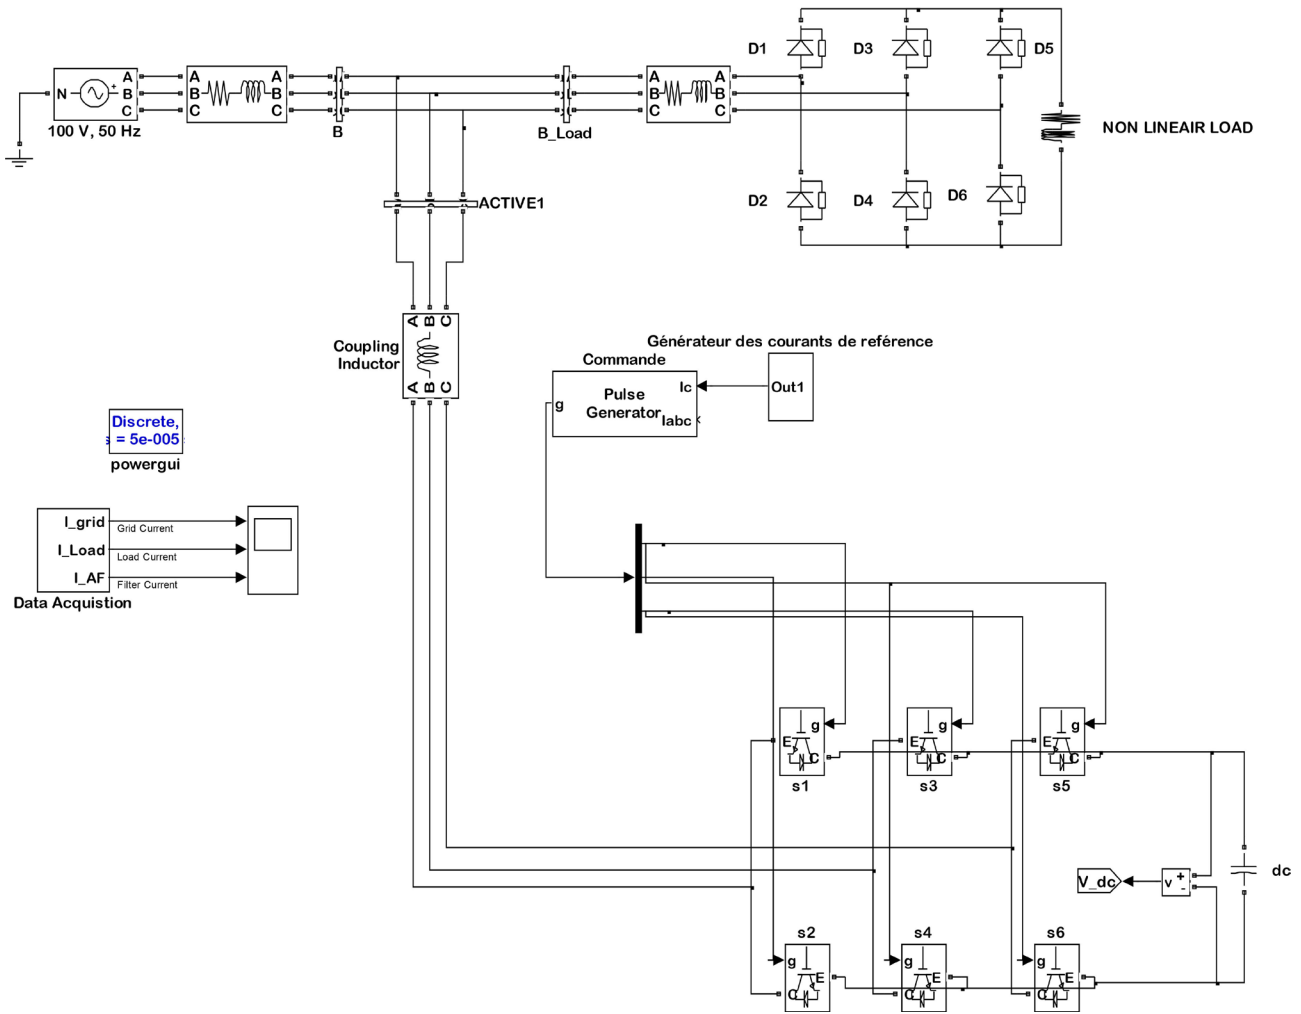 D1
D3
D5
A
B
C
N
+
100 V, 50 Hz
A
B
C
A
B
C
B
B_Load
A
B
C
A
B
C
NON LINEAIR LOAD
D2
D4
D6
ACTIVE1
A B C
Coupling
Inductor
A B C
Générateur des courants de reférence
Commande
g
Pulse
Generator
Ic
Iabc
Out1
Discrete,
s = 5e-005
powergui
I_grid
Grid Current
I_Load
Load Current
I_AF
Filter Current
Data Acquistion
g
E
C
s1
g
E
C
s3
g
E
C
s5
V_dc
v
+
-
dc
s2
g
E
C
s4
g
E
C
s6
g
E
C